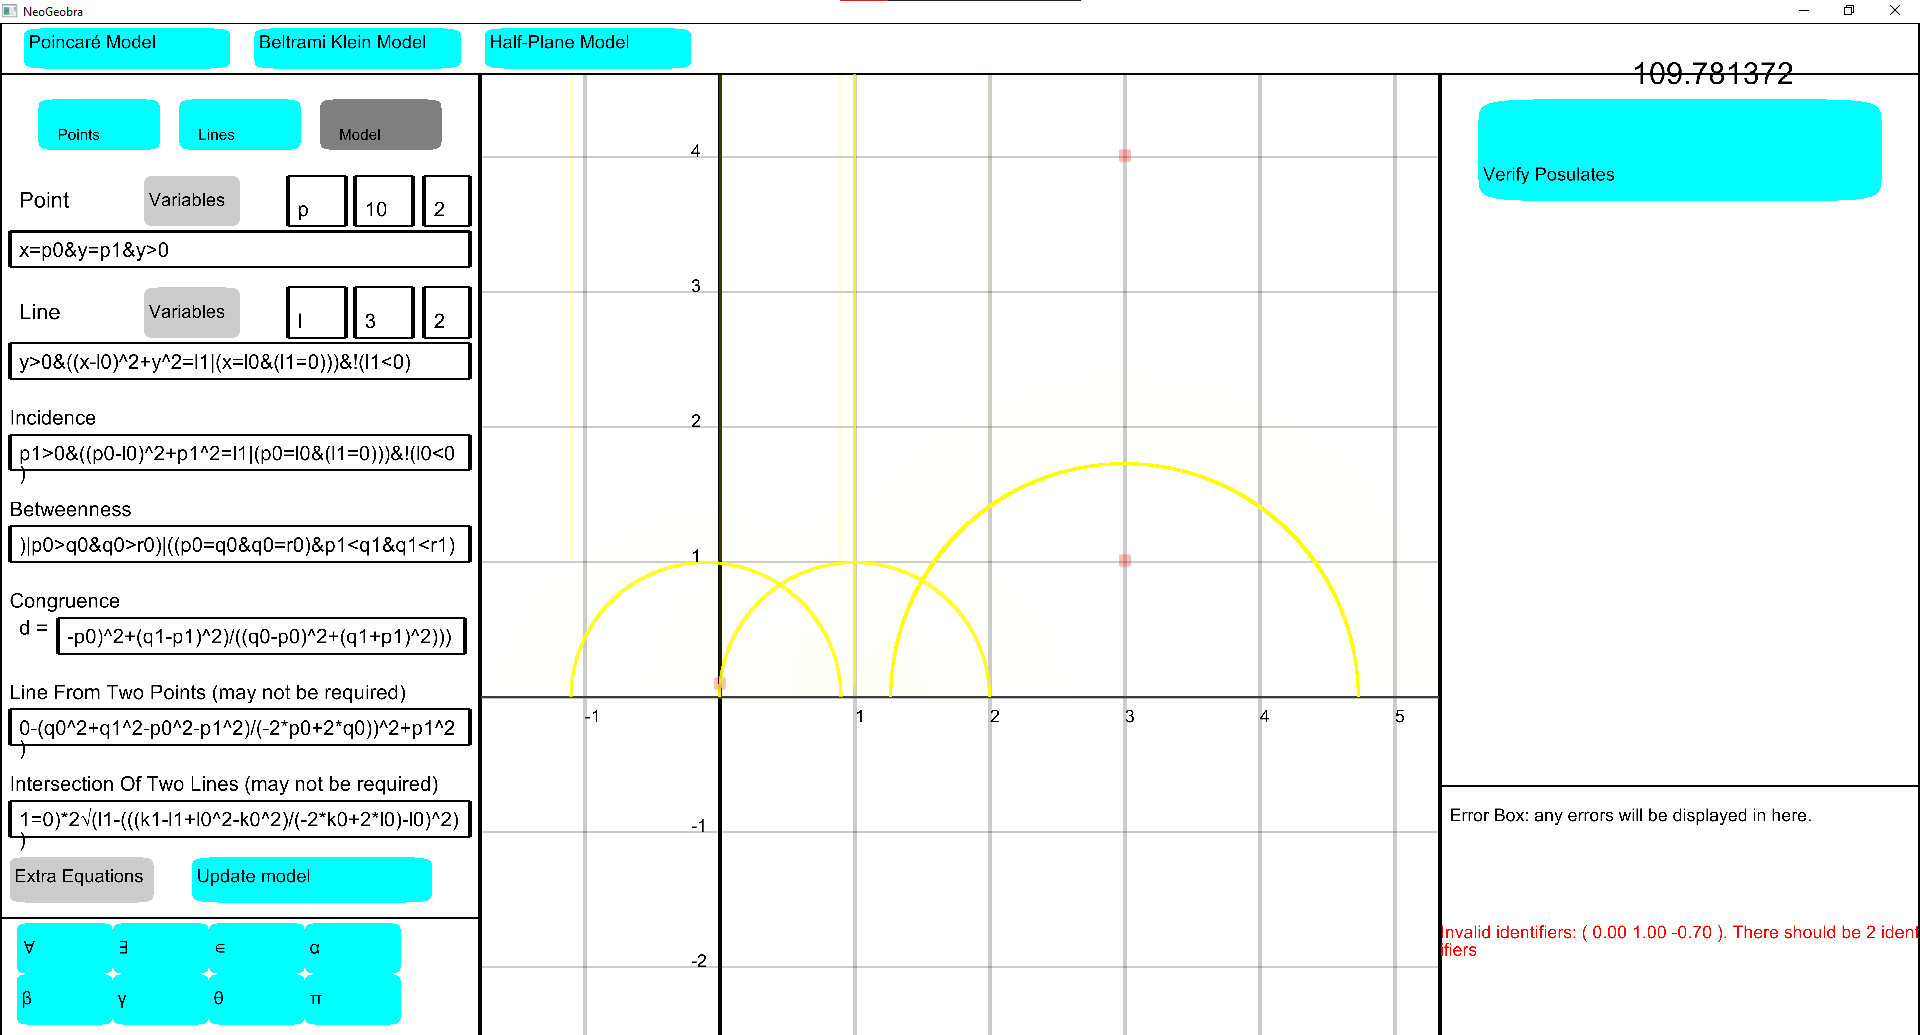 NeoGeobra
Poincaré Model
Beltrami Klein Model
Half-Plane Model
109.781372
Points
Lines
Model
Point
Variables
p
10
2
x=p0&y=p1&y>0
Line
Variables
l
3
2
y>0&((x-l0)^2+y^2=l1|(x=l0&(l1=0)))&!(l1<0)
Incidence
p1>0&((p0-l0)^2+p1^2=l1|(p0=l0&(l1=0)))&!(l0<0
)
Betweenness
)|p0>q0&q0>r0)|((p0=q0&q0=r0)&p1<q1&q1<r1)
Congruence
d =
-p0)^2+(q1-p1)^2)/((q0-p0)^2+(q1+p1)^2)))
Line From Two Points (may not be required)
0-(q0^2+q1^2-p0^2-p1^2)/(-2*p0+2*q0))^2+p1^2
)
Intersection Of Two Lines (may not be required)
1=0)*2√(l1-(((k1-l1+l0^2-k0^2)/(-2*k0+2*l0)-l0)^2)
)
Extra Equations
Update model
∀
∃
∈
α
β
γ
θ
π
4
3
2
1
-1
1
2
3
4
5
-1
-2
Verify Posulates
Error Box: any errors will be displayed in here.
Invalid identifiers: ( 0.00 1.00 -0.70 ). There should be 2 ident
ifiers